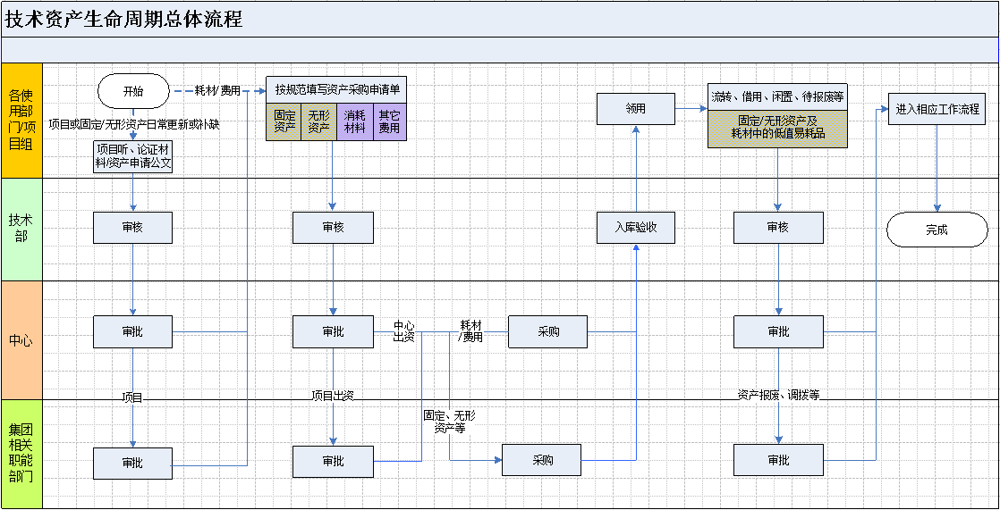 技术资产生命周期总体流程
各使
用部
门/项
目组
开始
耗材/费用
项目或固定/无形资产日常更新或补缺
项目听、论证材
料/资产申请公文
按规范填写资产采购申请单
固定
资产
无形
资产
消耗
材料
其它
费用
领用
流转、借用、闲置、待报废等
固定/无形资产及
耗材中的低值易耗品
进入相应工作流程
技术
部
审核
审核
入库验收
审核
完成
中心
审批
审批
中心
出资
耗材
/费用
采购
审批
项目
项目出资
固定、无形
资产等
资产报废、调拨等
集团
相关
职能
部门
审批
审批
采购
审批